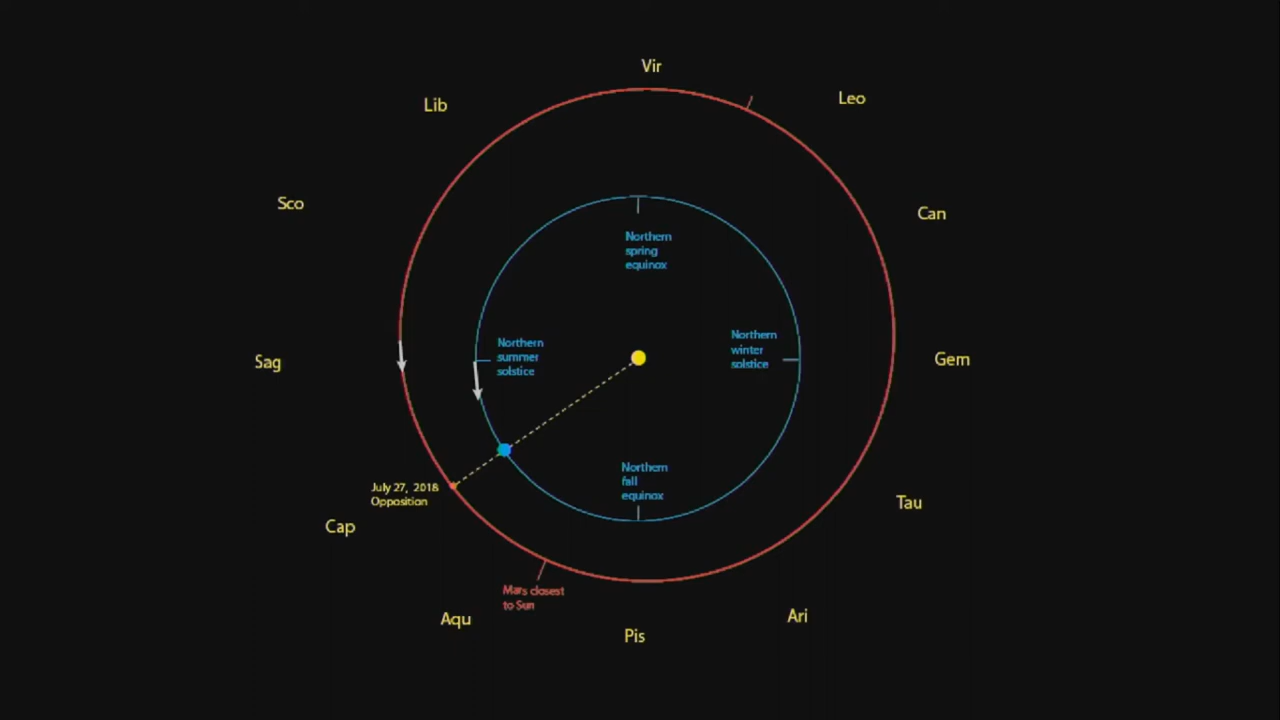 Vir
Leo
Lib
Sco
Can
Northern
spring
equinox
Northern
summer
solstice
Northern
winter
solstice
Sag
Gem
Northern
fall
equinox
July 27, 2018
Opposition
Tau
Cap
Mars closest
to Sun
Aqu
Ari
Pis